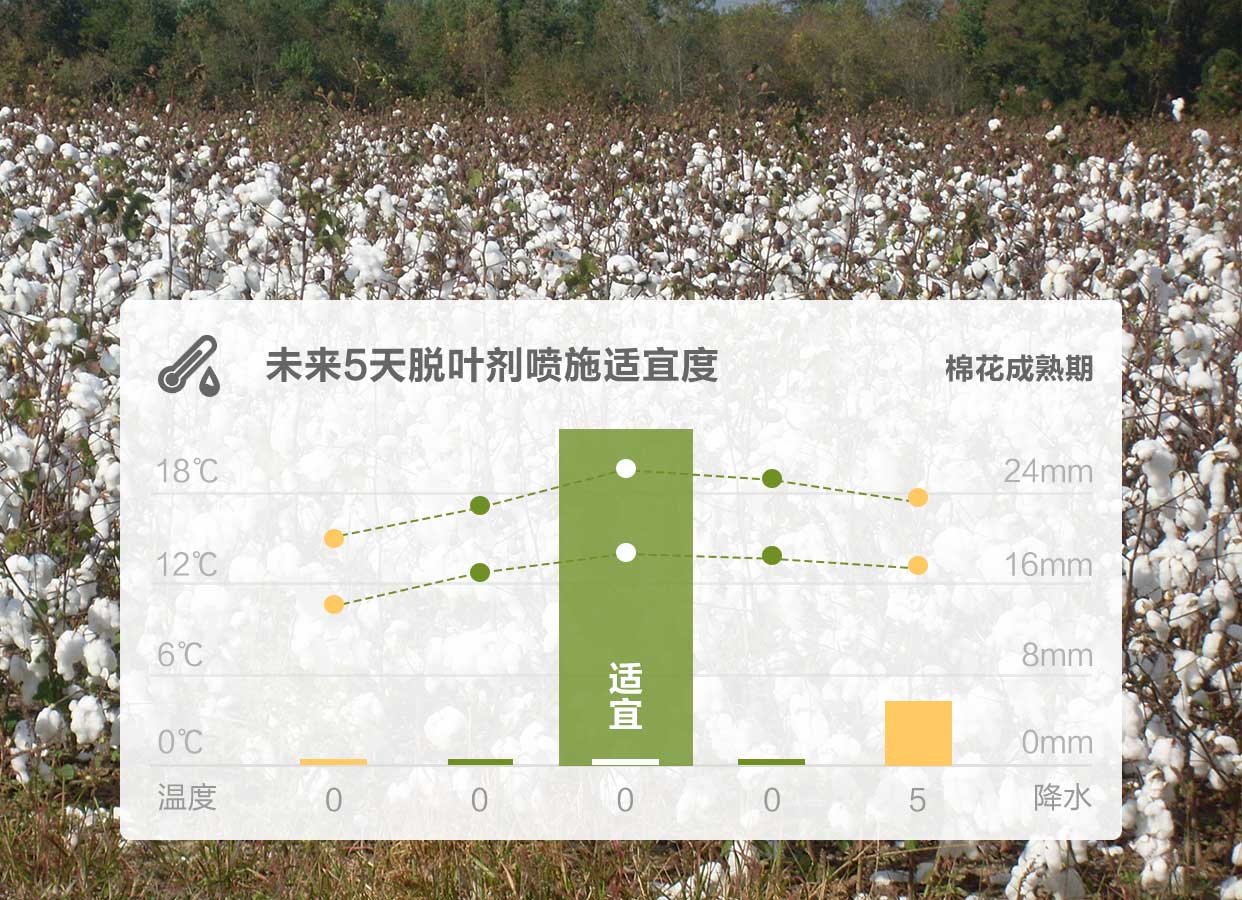 未来5天脱叶剂喷施适宜度
棉花成熟期
18℃
24mm
12℃
16mm
6℃
8mm
适
宜
0℃
0mm
温度 0 0 0 0 5 降水